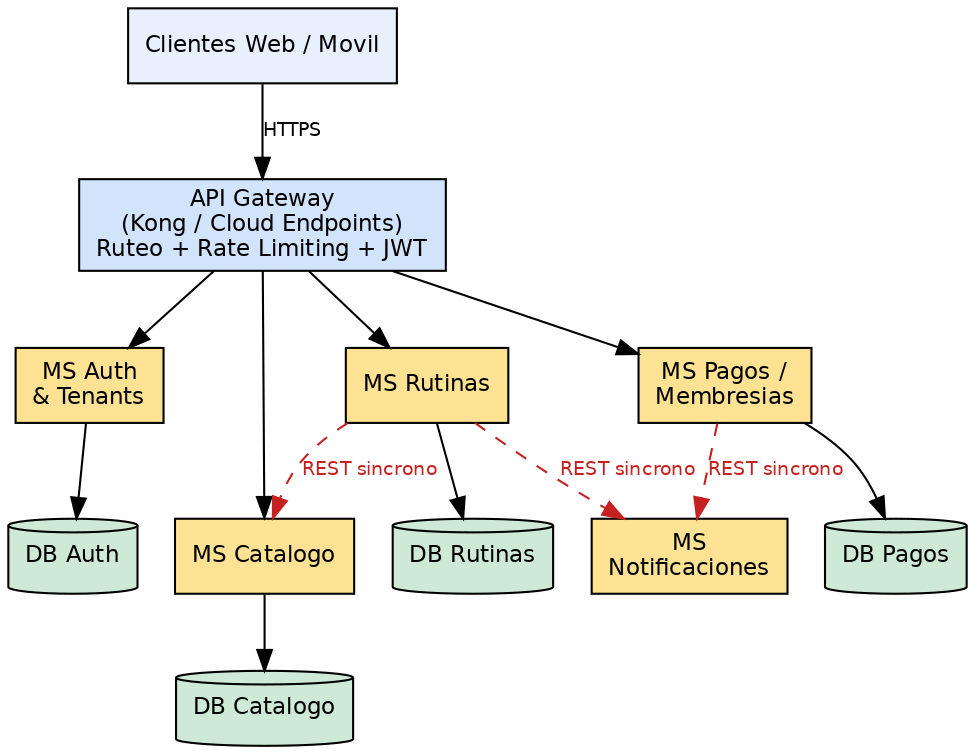 Clientes Web / Movil
HTTPS
API Gateway
(Kong / Cloud Endpoints)
Ruteo + Rate Limiting + JWT
MS Auth
& Tenants
MS Rutinas
MS Pagos /
Membresias
REST sincrono
REST sincrono
REST sincrono
DB Auth
MS Catalogo
DB Rutinas
MS
Notificaciones
DB Pagos
DB Catalogo